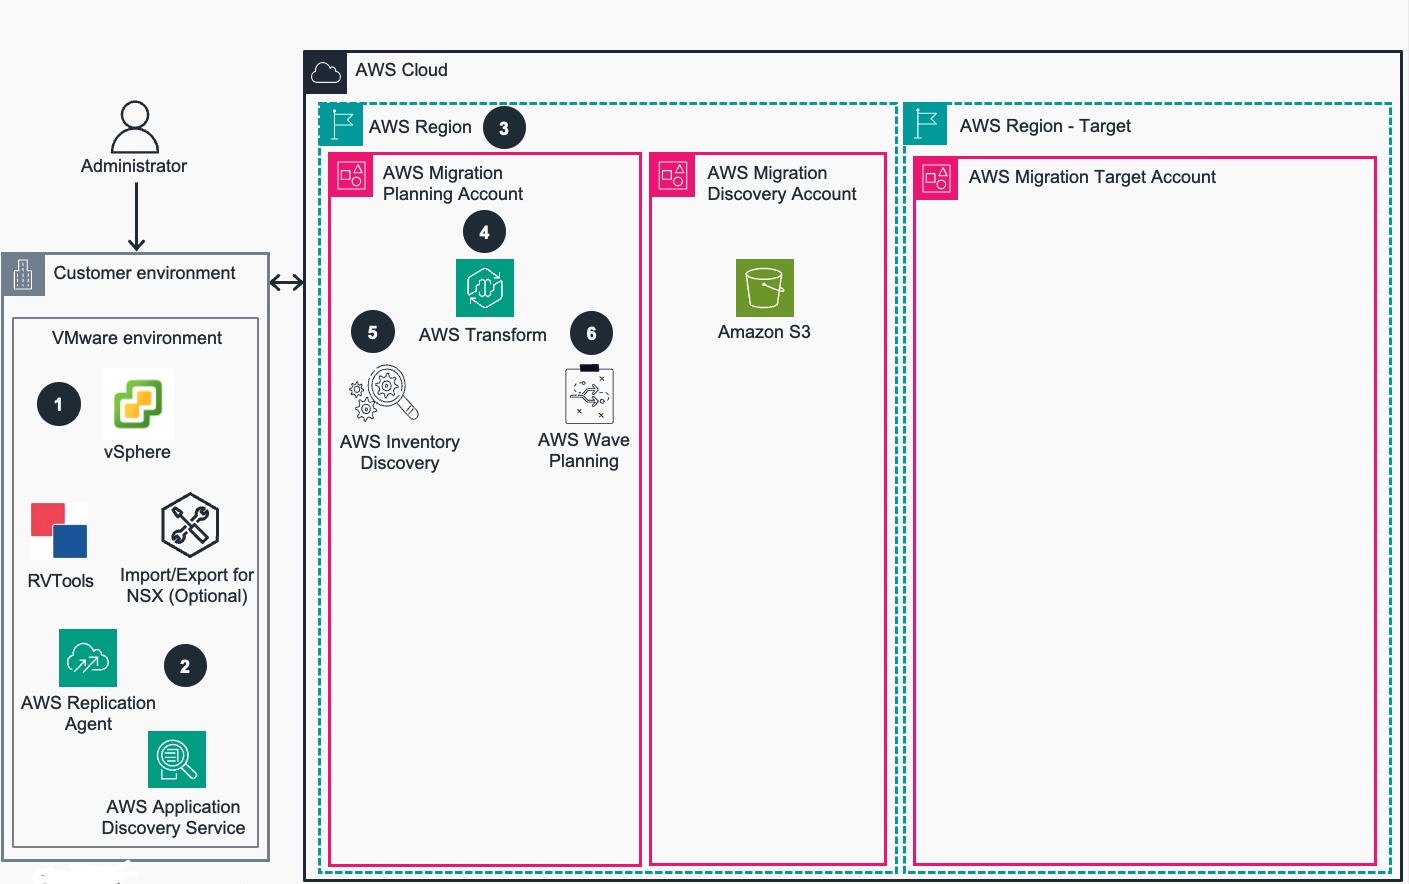 AWS Cloud
AWS Region
3
AWS Region - Target
Administrator
AWS Migration
Planning Account
AWS Migration
Discovery Account
AWS Migration Target Account
4
Customer environment
AWS Transform
Amazon S3
5
6
VMware environment
1
vSphere
AWS Inventory
Discovery
AWS Wave
Planning
RVTools
Import/Export for
NSX (Optional)
2
AWS Replication
Agent
AWS Application
Discovery Service